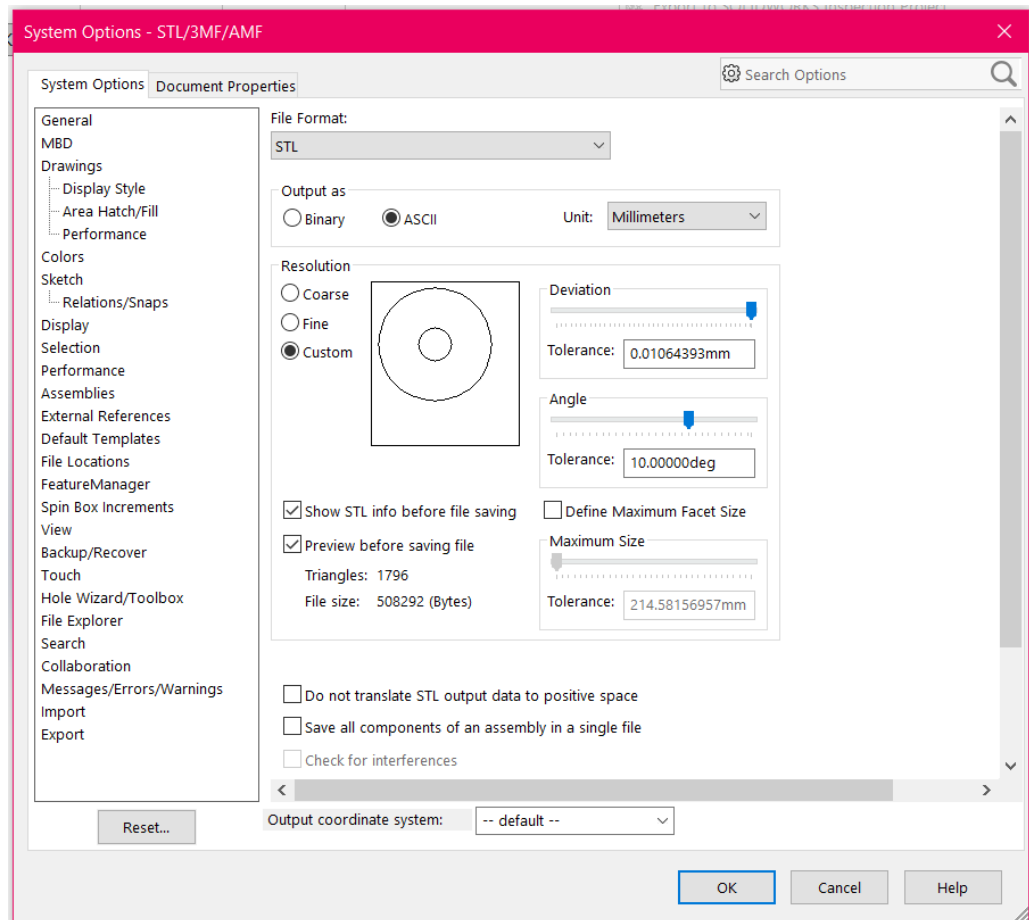 Export To SOLIDWORKS Inspection Project
System Options - STL/3MF/AMF
System Options
Document Properties
Search Options
General
MBD
Drawings
Display Style
Area Hatch/Fill
Performance
Colors
Sketch
Relations/Snaps
Display
Selection
Performance
Assemblies
External References
Default Templates
File Locations
FeatureManager
Spin Box Increments
View
Backup/Recover
Touch
Hole Wizard/Toolbox
File Explorer
Search
Collaboration
Messages/Errors/Warnings
Import
Export
Reset...
File Format:
STL
Output as
Binary
ASCII
Unit: Millimeters
Resolution
Coarse
Fine
Custom
Deviation
Tolerance: 0.01064393mm
Angle
Tolerance: 10.00000deg
Show STL info before file saving
Define Maximum Facet Size
Preview before saving file
Triangles: 1796
File size: 508292 (Bytes)
Maximum Size
Tolerance: 214.58156957mm
Do not translate STL output data to positive space
Save all components of an assembly in a single file
Check for interferences
Output coordinate system: -- default --
OK
Cancel
Help